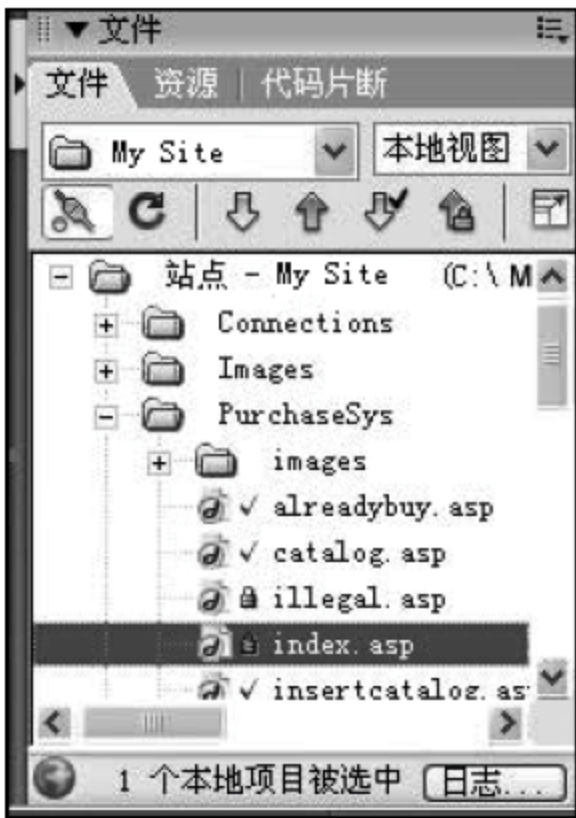 文件
文件 资源 代码片断
My Site 本地视图
站点 - My Site (C:\ M
Connections
Images
PurchaseSys
images
alreadybuy.asp
catalog.asp
illegal.asp
index.asp
insertcatalog.as
1 个本地项目被选中 日志...